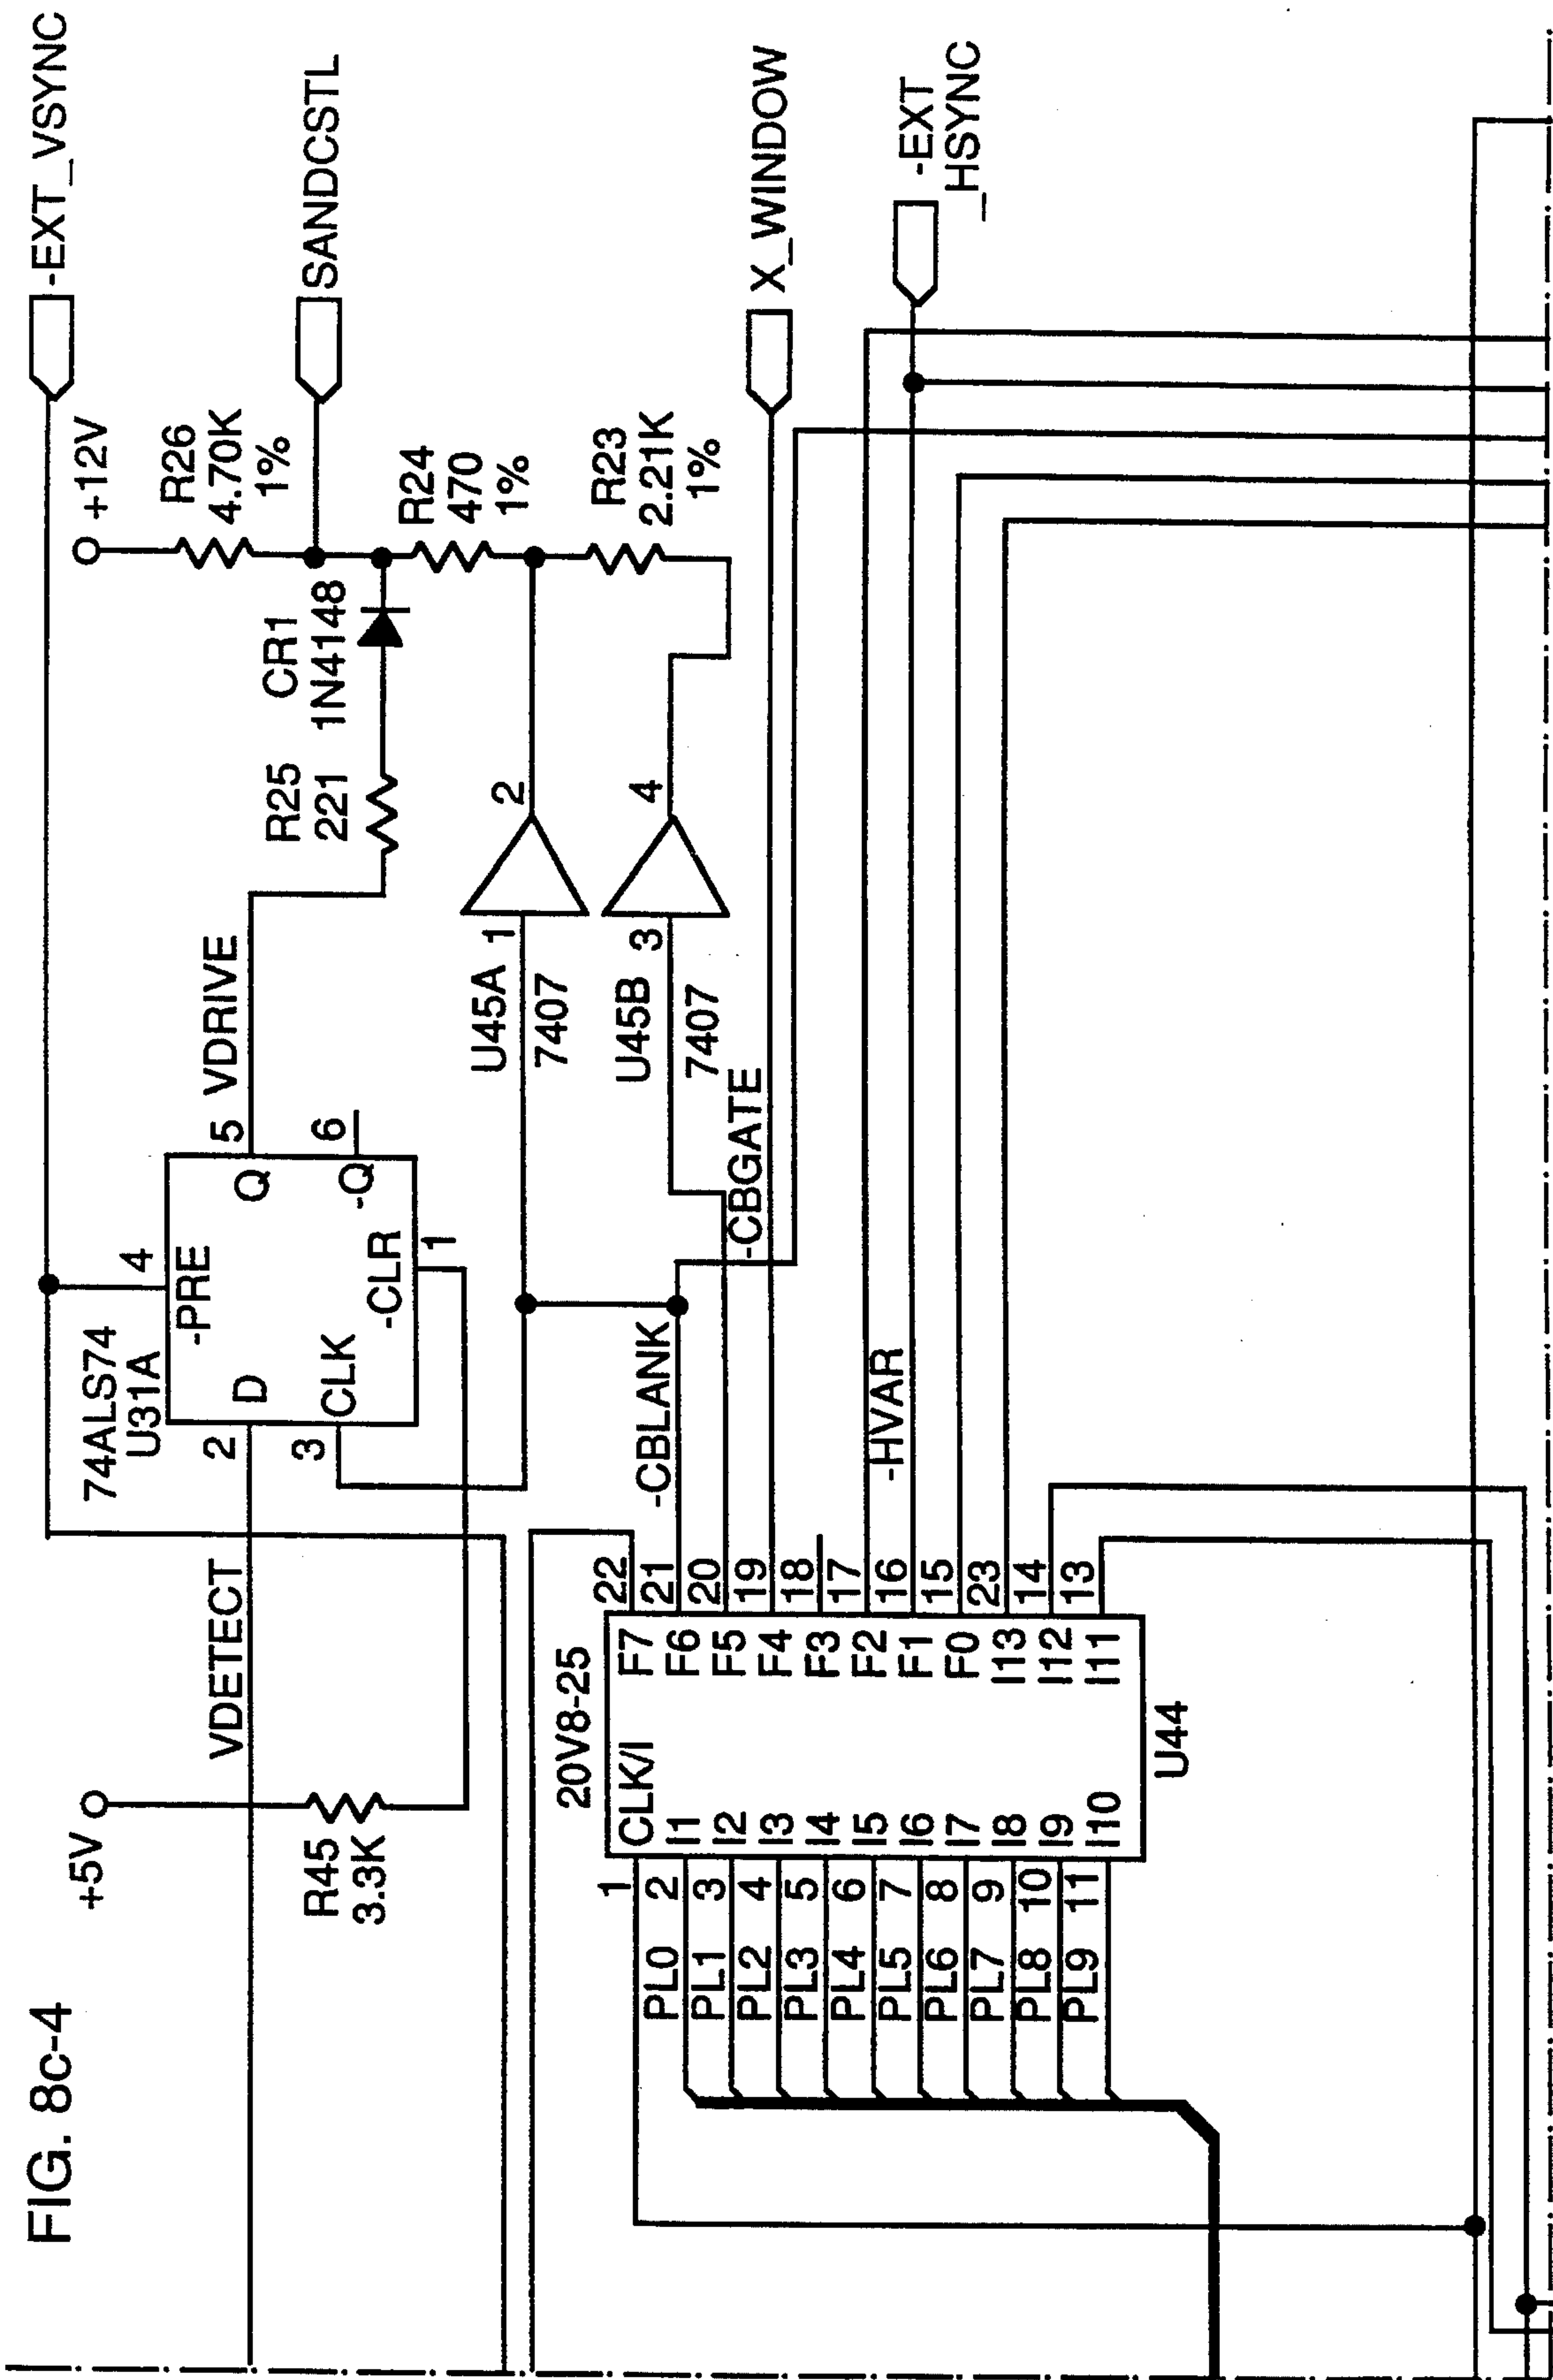 FIG. 8c-4
+5V
R45
3.3K
VDETECT
74ALS74
U31A
2
D
3
CLK
-PRE
4
-CLR
1
Q
5
-Q
6
VDRIVE
R25
221
CR1
1N4148
+12V
R26
4.70K
1%
-EXT_VSYNC
SANDCSTL
R24
470
1%
R23
2.21K
1%
U45A
1
7407
2
U45B
3
7407
4
-CBLANK
-CBGATE
X_WINDOW
-HVAR
-EXT
_HSYNC
20V8-25
1
CLK/I
F7
22
PL0
2
I1
F6
21
PL1
3
I2
F5
20
PL2
4
I3
F4
19
PL3
5
I4
F3
18
PL4
6
I5
F2
17
PL5
7
I6
F1
16
PL6
8
I7
F0
15
PL7
9
I8
I13
23
PL8
10
I9
I12
14
PL9
11
I10
I11
13
U44